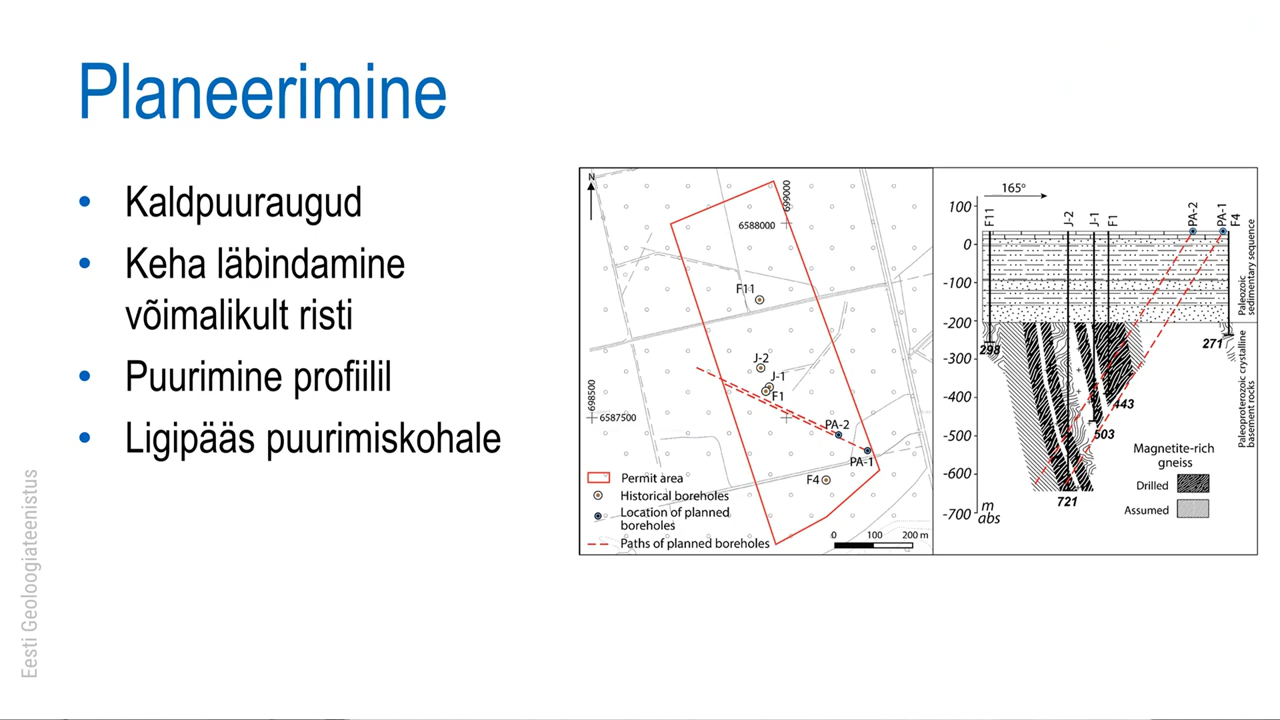 Planeerimine
• Kaldpuuraugud
• Keha läbindamine
võimalikult risti
• Puurimine profiilil
• Ligipääs puurimiskohale
Eesti Geoloogiateenistus
N
699000
6588000
F11
J-2
J-1
F1
698500
6587500
PA-2
PA-1
F4
Permit area
Historical boreholes
Location of planned
boreholes
Paths of planned boreholes
0 100 200 m
165°
F11
J-2
J-1
F1
PA-2
PA-1
F4
100
0
-100
-200
-300
-400
-500
-600
-700
m
abs
298
271
443
503
721
Paleozoic
sedimentary sequence
Paleoproterozoic crystalline
basement rocks
Magnetite-rich
gneiss
Drilled
Assumed